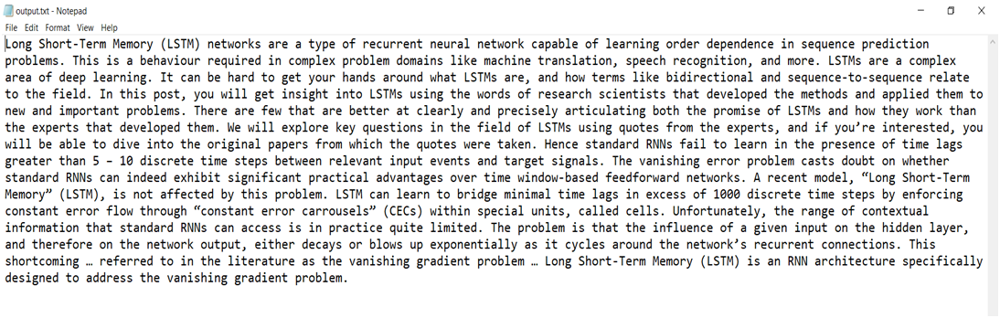 output.txt - Notepad
File Edit Format View Help
Long Short-Term Memory (LSTM) networks are a type of recurrent neural network capable of learning order dependence in sequence prediction
problems. This is a behaviour required in complex problem domains like machine translation, speech recognition, and more. LSTMs are a complex
area of deep learning. It can be hard to get your hands around what LSTMs are, and how terms like bidirectional and sequence-to-sequence relate
to the field. In this post, you will get insight into LSTMs using the words of research scientists that developed the methods and applied them to
new and important problems. There are few that are better at clearly and precisely articulating both the promise of LSTMs and how they work than
the experts that developed them. We will explore key questions in the field of LSTMs using quotes from the experts, and if you’re interested, you
will be able to dive into the original papers from which the quotes were taken. Hence standard RNNs fail to learn in the presence of time lags
greater than 5 – 10 discrete time steps between relevant input events and target signals. The vanishing error problem casts doubt on whether
standard RNNs can indeed exhibit significant practical advantages over time window-based feedforward networks. A recent model, “Long Short-Term
Memory” (LSTM), is not affected by this problem. LSTM can learn to bridge minimal time lags in excess of 1000 discrete time steps by enforcing
constant error flow through “constant error carrousels” (CECs) within special units, called cells. Unfortunately, the range of contextual
information that standard RNNs can access is in practice quite limited. The problem is that the influence of a given input on the hidden layer,
and therefore on the network output, either decays or blows up exponentially as it cycles around the network’s recurrent connections. This
shortcoming … referred to in the literature as the vanishing gradient problem … Long Short-Term Memory (LSTM) is an RNN architecture specifically
designed to address the vanishing gradient problem.